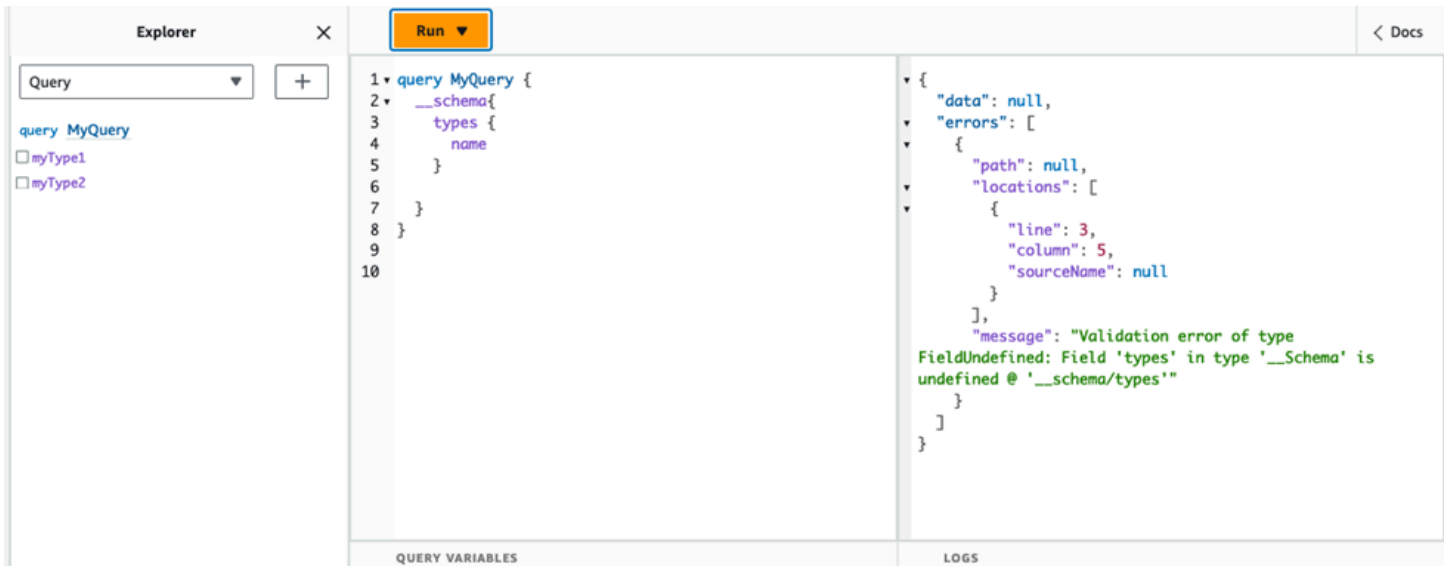 Explorer
Run
Docs
Query
query MyQuery
myType1
myType2
1 query MyQuery {
2 __schema{
3 types {
4 name
5 }
6
7 }
8 }
9
10
{
"data": null,
"errors": [
{
"path": null,
"locations": [
{
"line": 3,
"column": 5,
"sourceName": null
}
],
"message": "Validation error of type
FieldUndefined: Field 'types' in type '__Schema' is
undefined @ '__schema/types'"
}
]
}
QUERY VARIABLES
LOGS